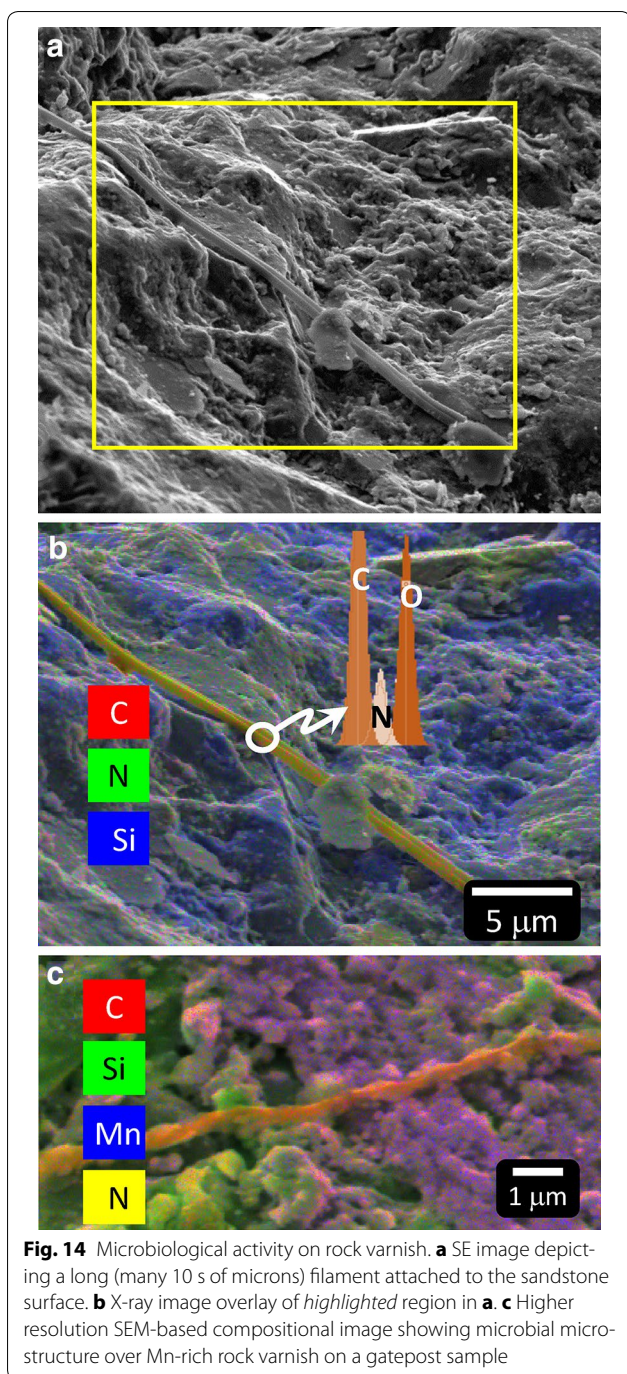 a
b
C
O
N
C
N
Si
5 μm
c
C
Si
Mn
N
1 μm
Fig. 14 Microbiological activity on rock varnish. a SE image depict-
ing a long (many 10 s of microns) filament attached to the sandstone
surface. b X-ray image overlay of highlighted region in a. c Higher
resolution SEM-based compositional image showing microbial micro-
structure over Mn-rich rock varnish on a gatepost sample